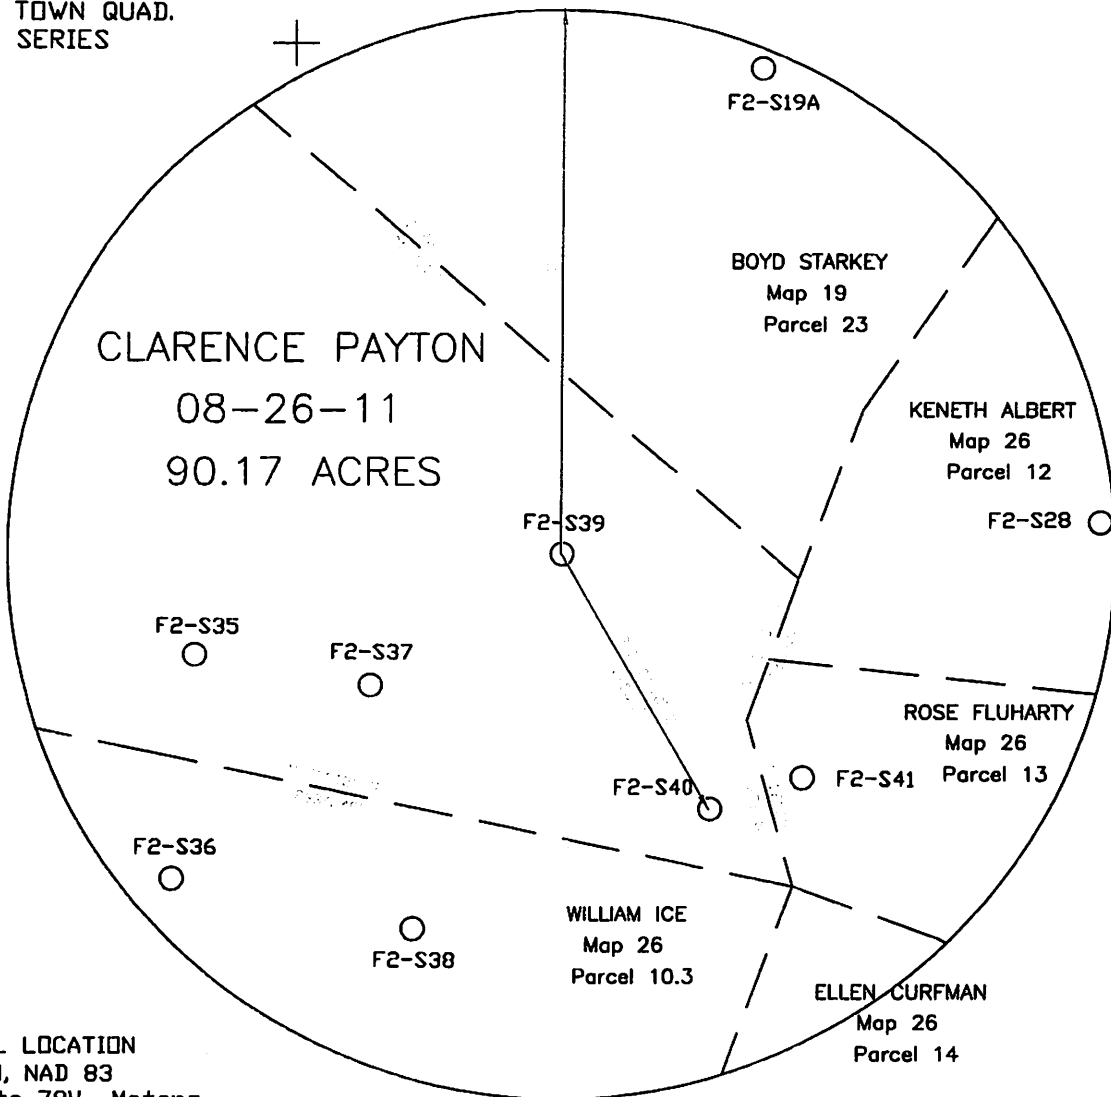 TOWN QUAD.
SERIES
F2-S19A
BOYD STARKEY
Map 19
Parcel 23
CLARENCE PAYTON
08-26-11
90.17 ACRES
KENETH ALBERT
Map 26
Parcel 12
F2-S28
F2-S39
F2-S35
F2-S37
ROSE FLUHARTY
Map 26
Parcel 13
F2-S40
F2-S41
F2-S36
F2-S38
WILLIAM ICE
Map 26
Parcel 10.3
ELLEN CURFMAN
Map 26
Parcel 14
LOCATION
NAD 83